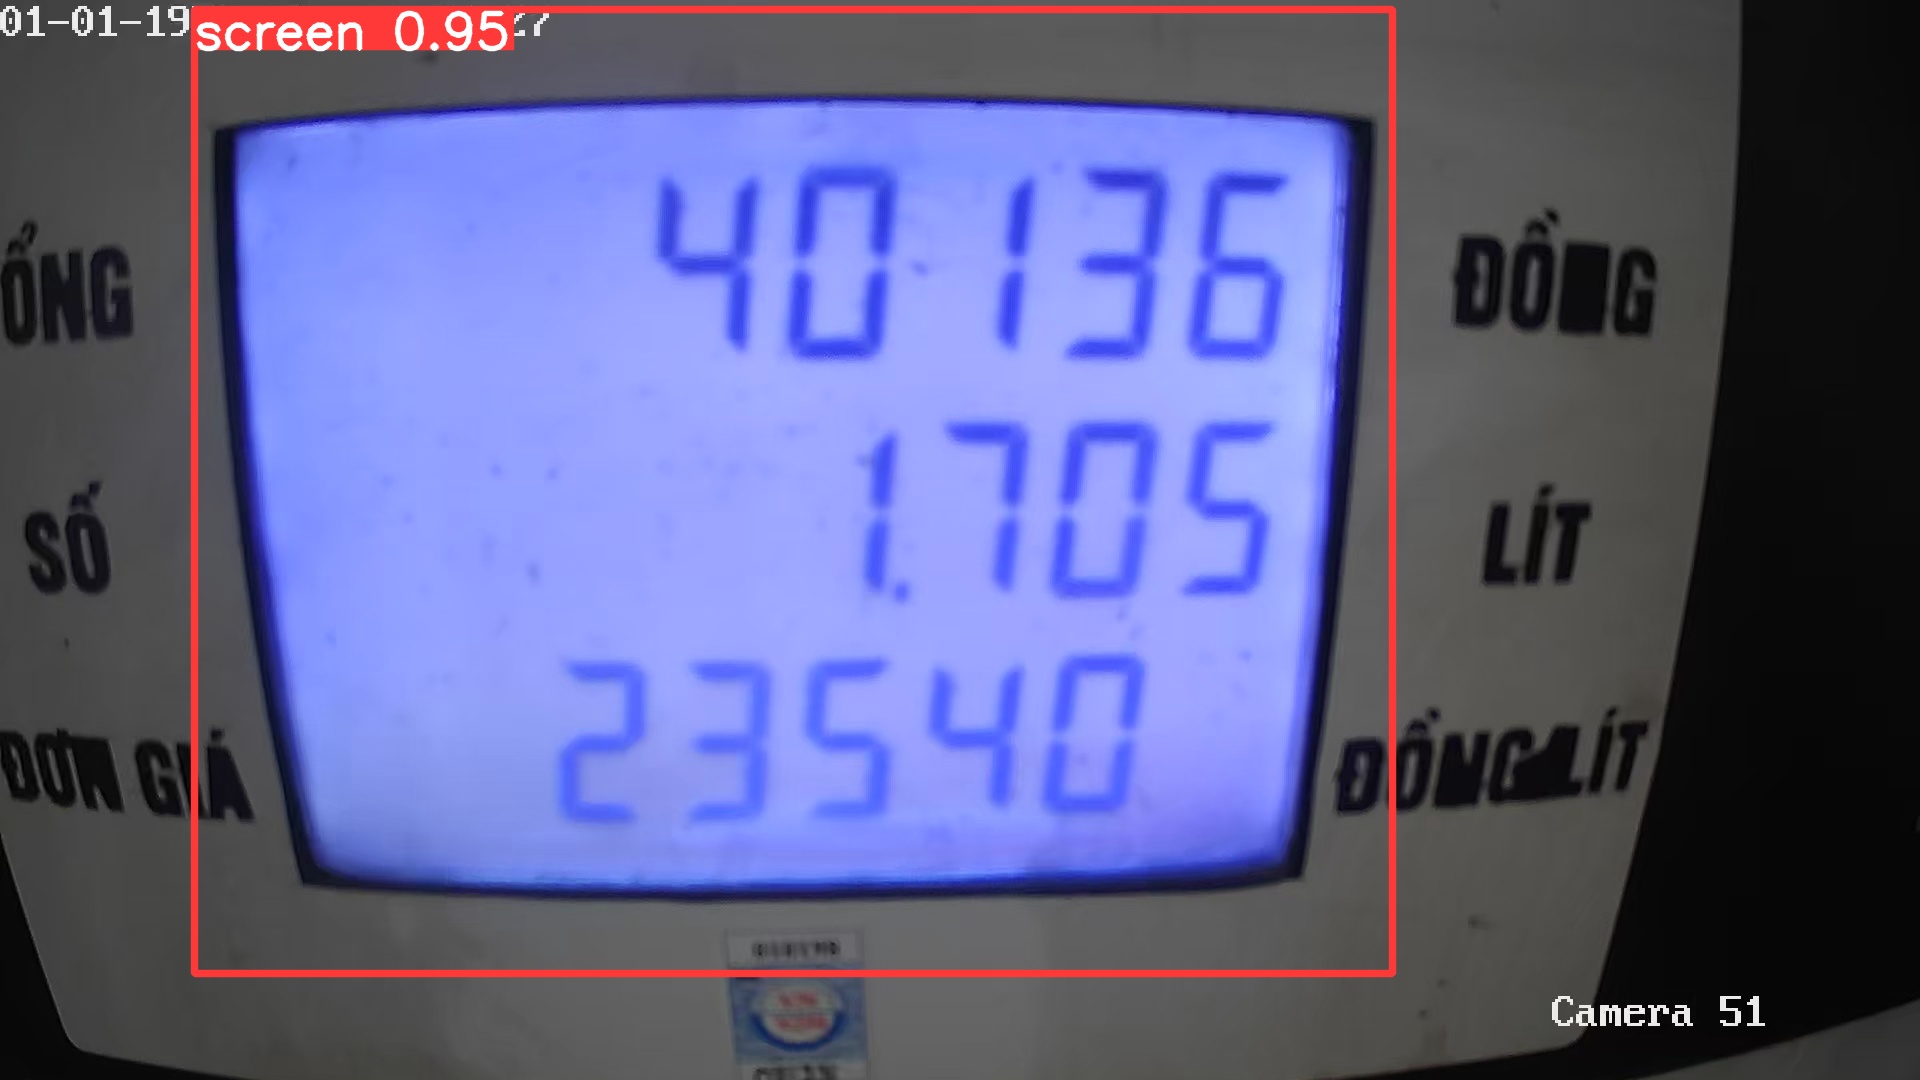 01-01-19
27
screen 0.95
40136
ỔNG
ĐỒNG
1.705
SỐ
LÍT
23540
ĐƠN GIÁ
ĐỒNG/LÍT
Camera 51